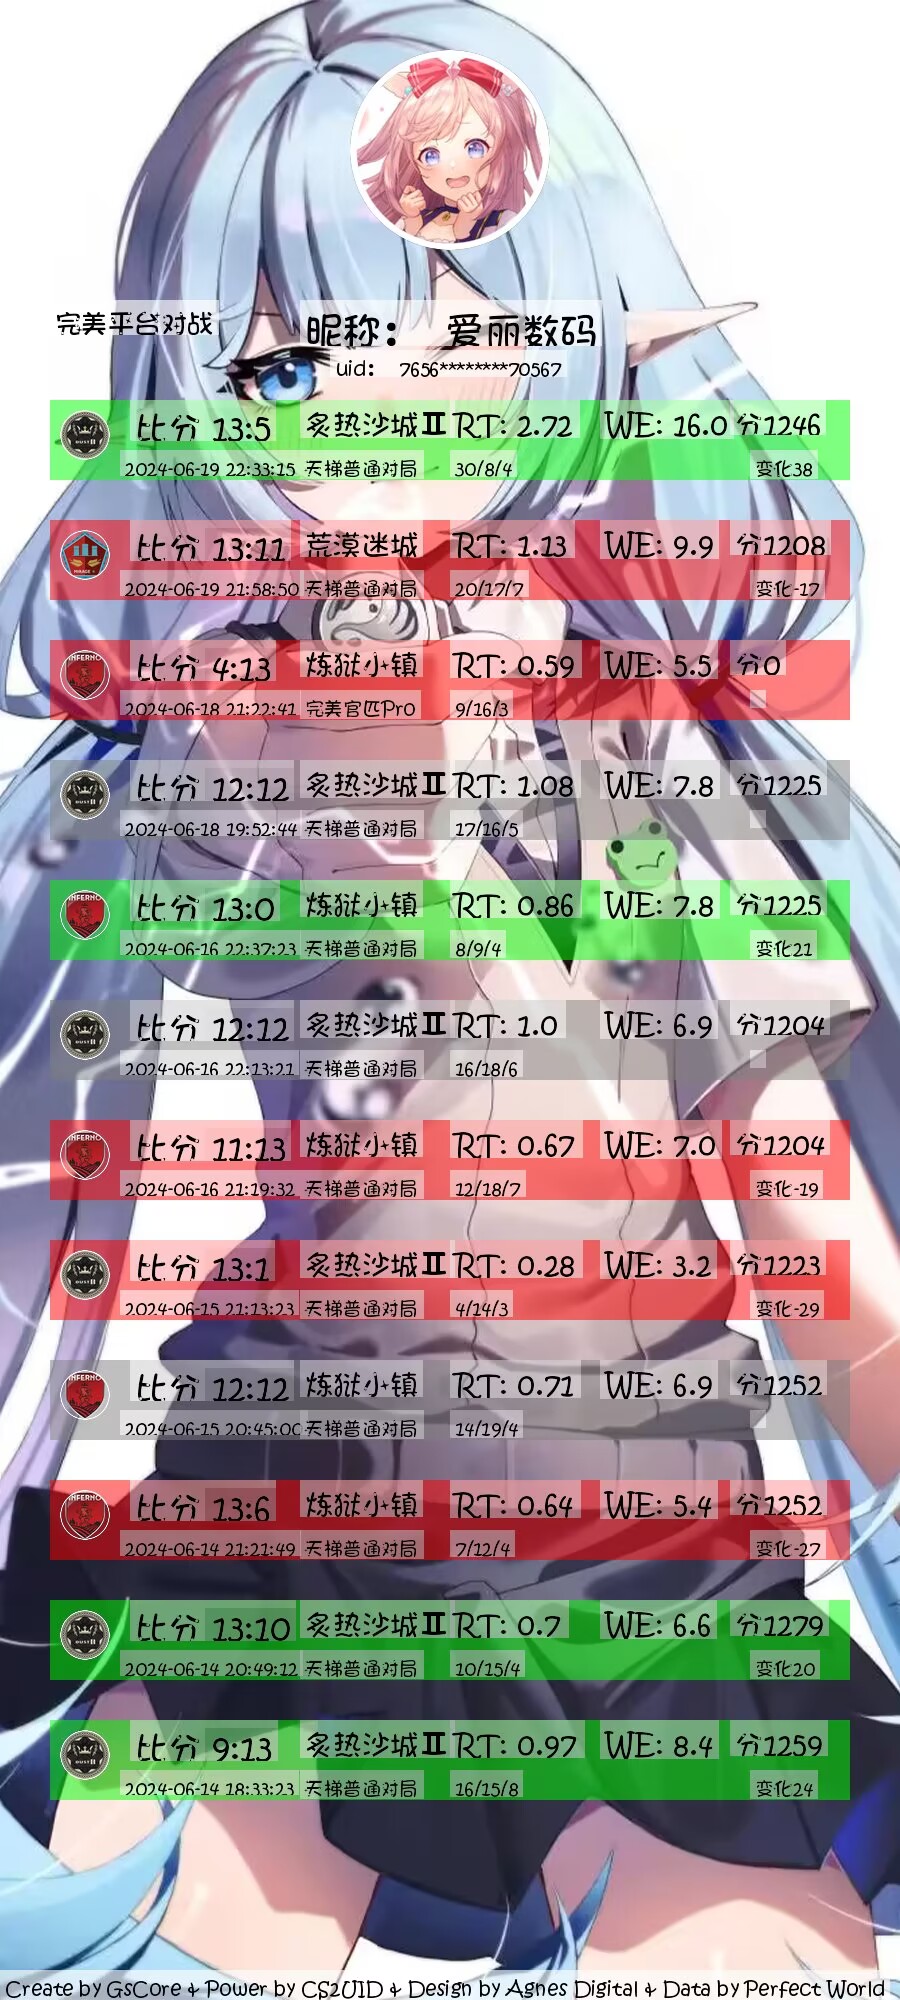 完美平台对战
昵称： 爱丽数码
uid： 7656********70567
比分 13:5 炙热沙城II RT: 2.72 WE: 16.0 分1246
2024-06-19 22:33:15 天梯普通对局 30/8/4 变化38
比分 13:11 荒漠迷城 RT: 1.13 WE: 9.9 分1208
2024-06-19 21:58:50 天梯普通对局 20/17/7 变化-17
INFERNO
比分 4:13 炼狱小镇 RT: 0.59 WE: 5.5 分0
2024-06-18 21:22:41 完美官匹Pro 9/16/3
比分 12:12 炙热沙城II RT: 1.08 WE: 7.8 分1225
2024-06-18 19:52:44 天梯普通对局 17/16/5
INFERNO
比分 13:0 炼狱小镇 RT: 0.86 WE: 7.8 分1225
2024-06-16 22:37:23 天梯普通对局 8/9/4 变化21
比分 12:12 炙热沙城II RT: 1.0 WE: 6.9 分1204
2024-06-16 22:13:21 天梯普通对局 16/18/6
INFERNO
比分 11:13 炼狱小镇 RT: 0.67 WE: 7.0 分1204
2024-06-16 21:19:32 天梯普通对局 12/18/7 变化-19
比分 13:1 炙热沙城II RT: 0.28 WE: 3.2 分1223
2024-06-15 21:13:23 天梯普通对局 4/14/3 变化-29
INFERNO
比分 12:12 炼狱小镇 RT: 0.71 WE: 6.9 分1252
2024-06-15 20:45:00 天梯普通对局 14/19/4
INFERNO
比分 13:6 炼狱小镇 RT: 0.64 WE: 5.4 分1252
2024-06-14 21:21:49 天梯普通对局 7/12/4 变化-27
比分 13:10 炙热沙城II RT: 0.7 WE: 6.6 分1279
2024-06-14 20:49:12 天梯普通对局 10/15/4 变化20
比分 9:13 炙热沙城II RT: 0.97 WE: 8.4 分1259
2024-06-14 18:33:23 天梯普通对局 16/15/8 变化24
Create by GsCore & Power by CS2UID & Design by Agnes Digital & Data by Perfect World